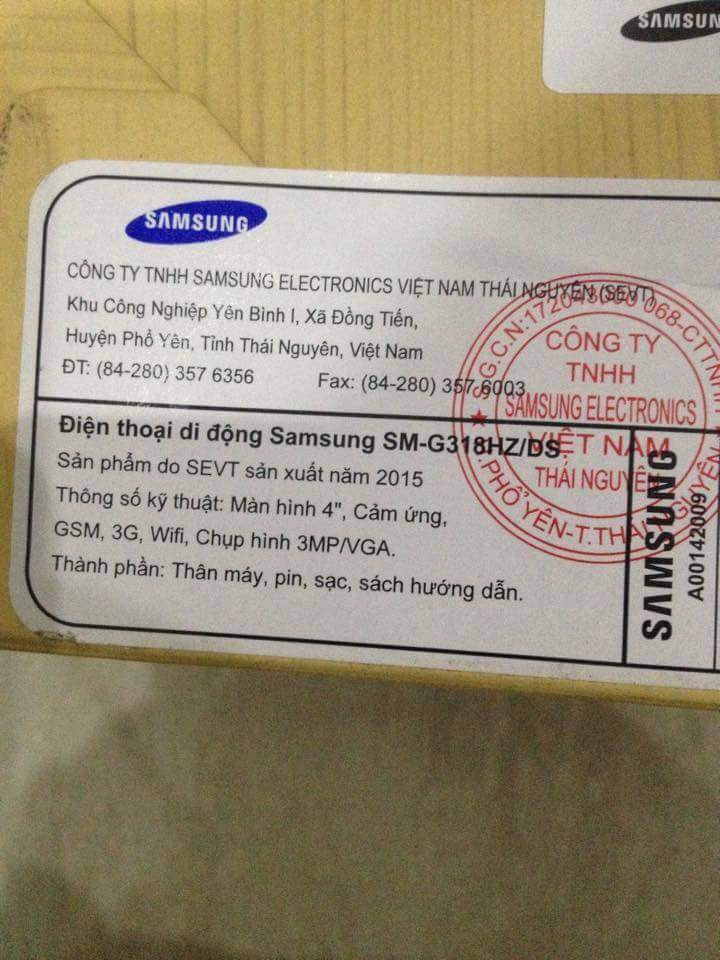 SAMSUNG
SAMSUNG
CÔNG TY TNHH SAMSUNG ELECTRONICS VIỆT NAM THÁI NGUYÊN (SEVT)
Khu Công Nghiệp Yên Bình I, Xã Đồng Tiến,
Huyện Phổ Yên, Tỉnh Thái Nguyên, Việt Nam
ĐT: (84-280) 357 6356 Fax: (84-280) 357 6003
Điện thoại di động Samsung SM-G318HZ/DS
Sản phẩm do SEVT sản xuất năm 2015
Thông số kỹ thuật: Màn hình 4", Cảm ứng,
GSM, 3G, Wifi, Chụp hình 3MP/VGA.
Thành phần: Thân máy, pin, sạc, sách hướng dẫn.
CÔNG TY
TNHH
SAMSUNG ELECTRONICS
VIỆT NAM
THÁI NGUYÊN
PHỔ YÊN-T.THÁI NGUYÊN
SAMSUNG
A00142009